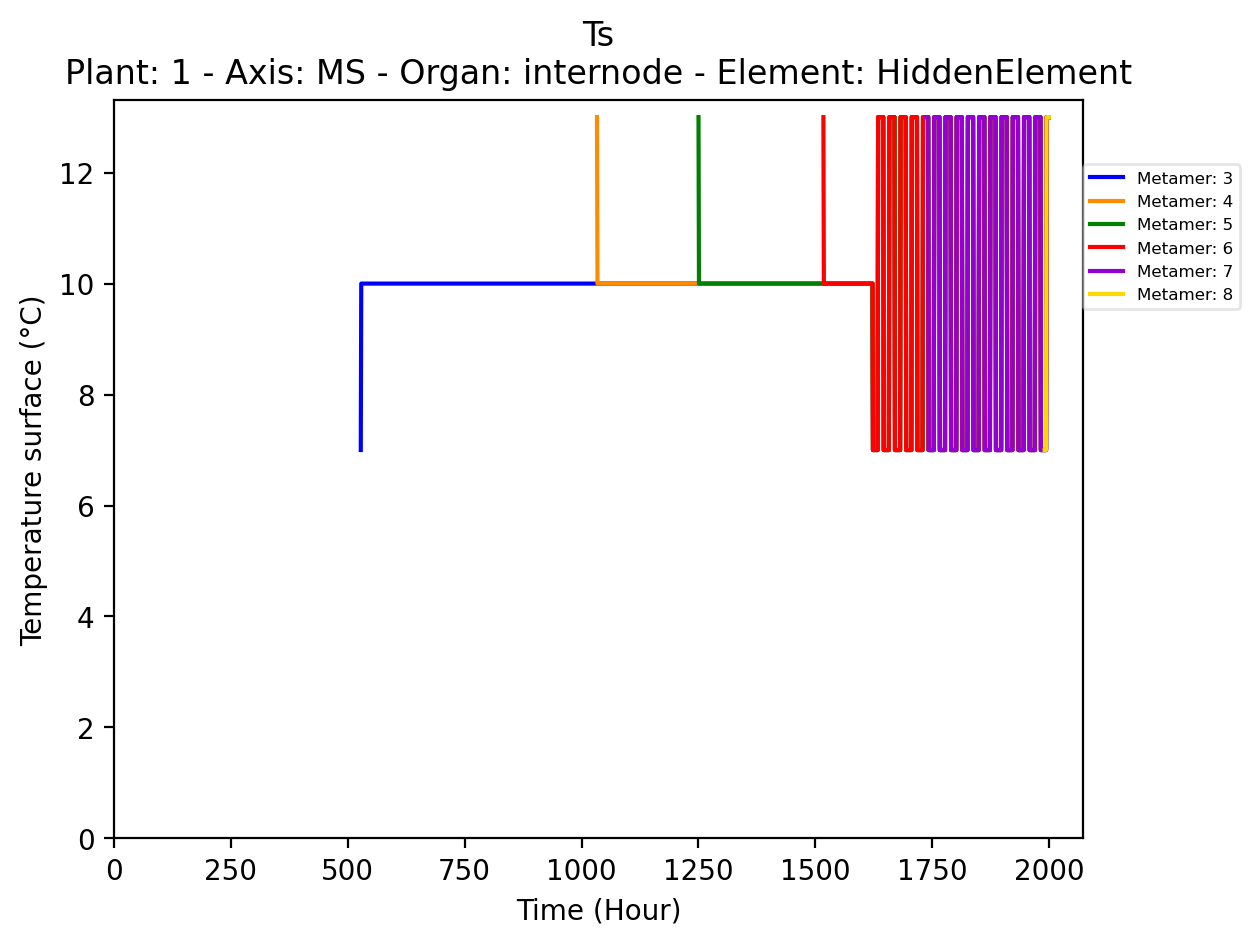 Ts
Plant: 1 - Axis: MS - Organ: internode - Element: HiddenElement
12
10
8
6
4
2
0
Temperature surface (°C)
0 250 500 750 1000 1250 1500 1750 2000
Time (Hour)
Metamer: 3
Metamer: 4
Metamer: 5
Metamer: 6
Metamer: 7
Metamer: 8